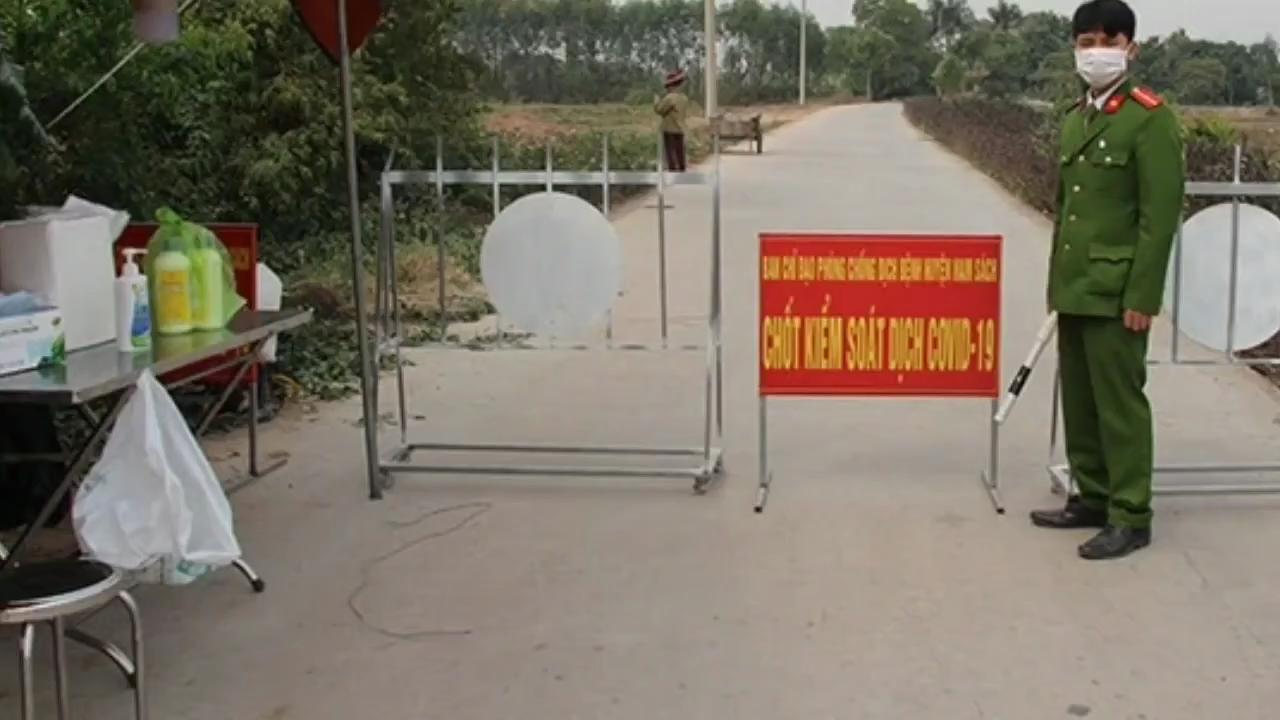 BAN CHỈ ĐẠO PHÒNG CHỐNG DỊCH BỆNH HUYỆN NAM SÁCH
CHỐT KIỂM SOÁT DỊCH COVID-19